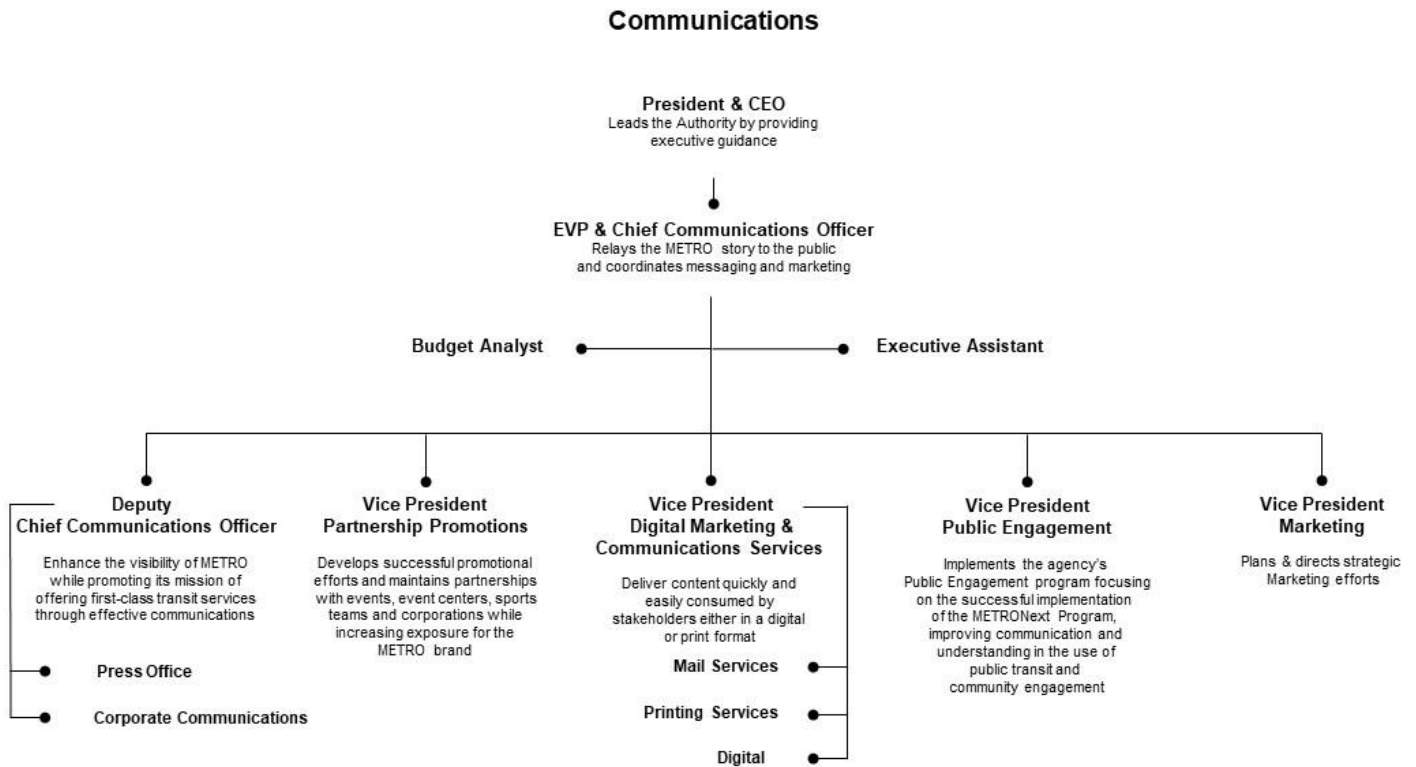 Communications
President & CEO
Leads the Authority by providing
executive guidance
EVP & Chief Communications Officer
Relays the METRO story to the public
and coordinates messaging and marketing
Budget Analyst
Executive Assistant
Deputy
Chief Communications Officer
Enhance the visibility of METRO
while promoting its mission of
offering first-class transit services
through effective communications
Press Office
Corporate Communications
Vice President
Partnership Promotions
Develops successful promotional
efforts and maintains partnerships
with events, event centers, sports
teams and corporations while
increasing exposure for the
METRO brand
Vice President
Digital Marketing &
Communications Services
Deliver content quickly and
easily consumed by
stakeholders either in a digital
or print format
Mail Services
Printing Services
Digital
Vice President
Public Engagement
Implements the agency's
Public Engagement program focusing
on the successful implementation
of the METRONext Program,
improving communication and
understanding in the use of
public transit and
community engagement
Vice President
Marketing
Plans & directs strategic
Marketing efforts